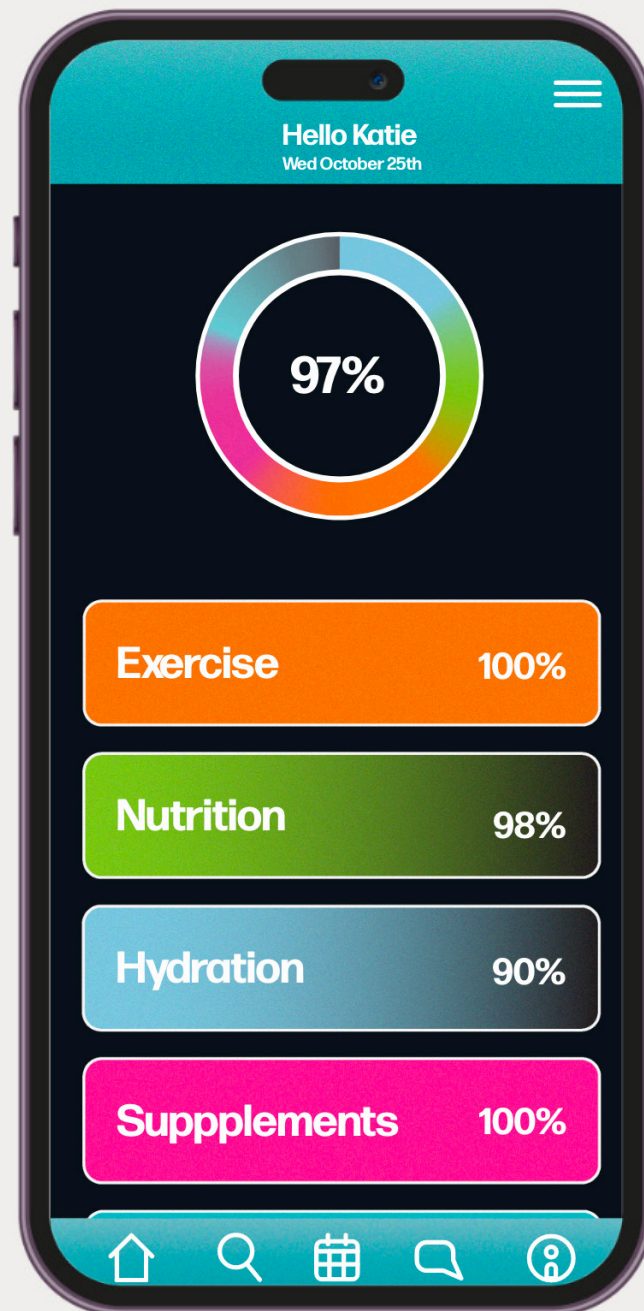 Hello Katie
Wed October 25th
97%
Exercise 100%
Nutrition 98%
Hydration 90%
Suppplements 100%